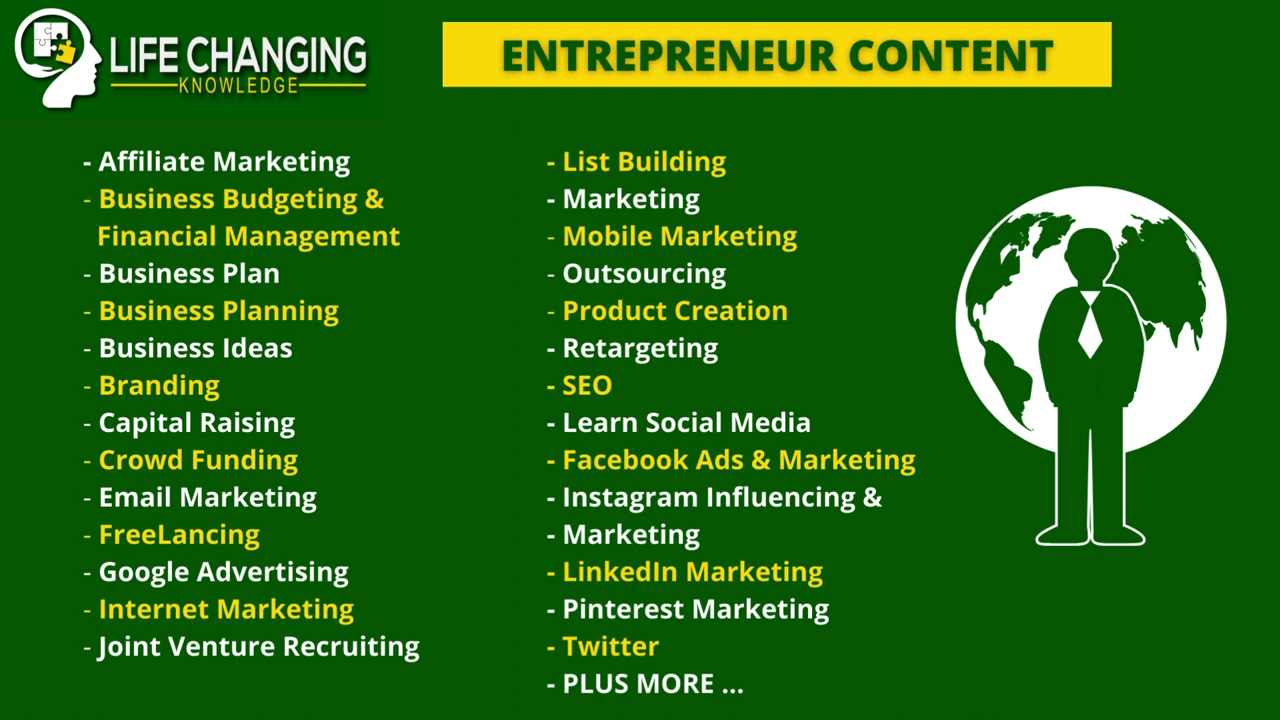 LIFE CHANGING
KNOWLEDGE
ENTREPRENEUR CONTENT
- Affiliate Marketing
- Business Budgeting &
Financial Management
- Business Plan
- Business Planning
- Business Ideas
- Branding
- Capital Raising
- Crowd Funding
- Email Marketing
- FreeLancing
- Google Advertising
- Internet Marketing
- Joint Venture Recruiting
- List Building
- Marketing
- Mobile Marketing
- Outsourcing
- Product Creation
- Retargeting
- SEO
- Learn Social Media
- Facebook Ads & Marketing
- Instagram Influencing &
- Marketing
- LinkedIn Marketing
- Pinterest Marketing
- Twitter
- PLUS MORE ...